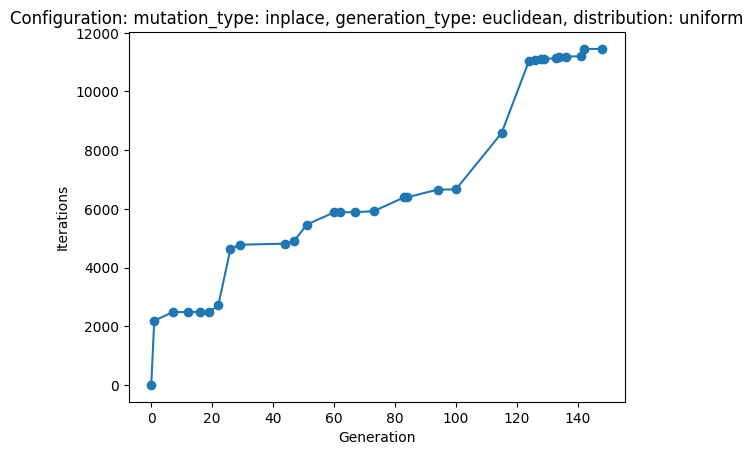 Configuration: mutation_type: inplace, generation_type: euclidean, distribution: uniform
12000
10000
8000
6000
4000
2000
0
Iterations
0 20 40 60 80 100 120 140
Generation